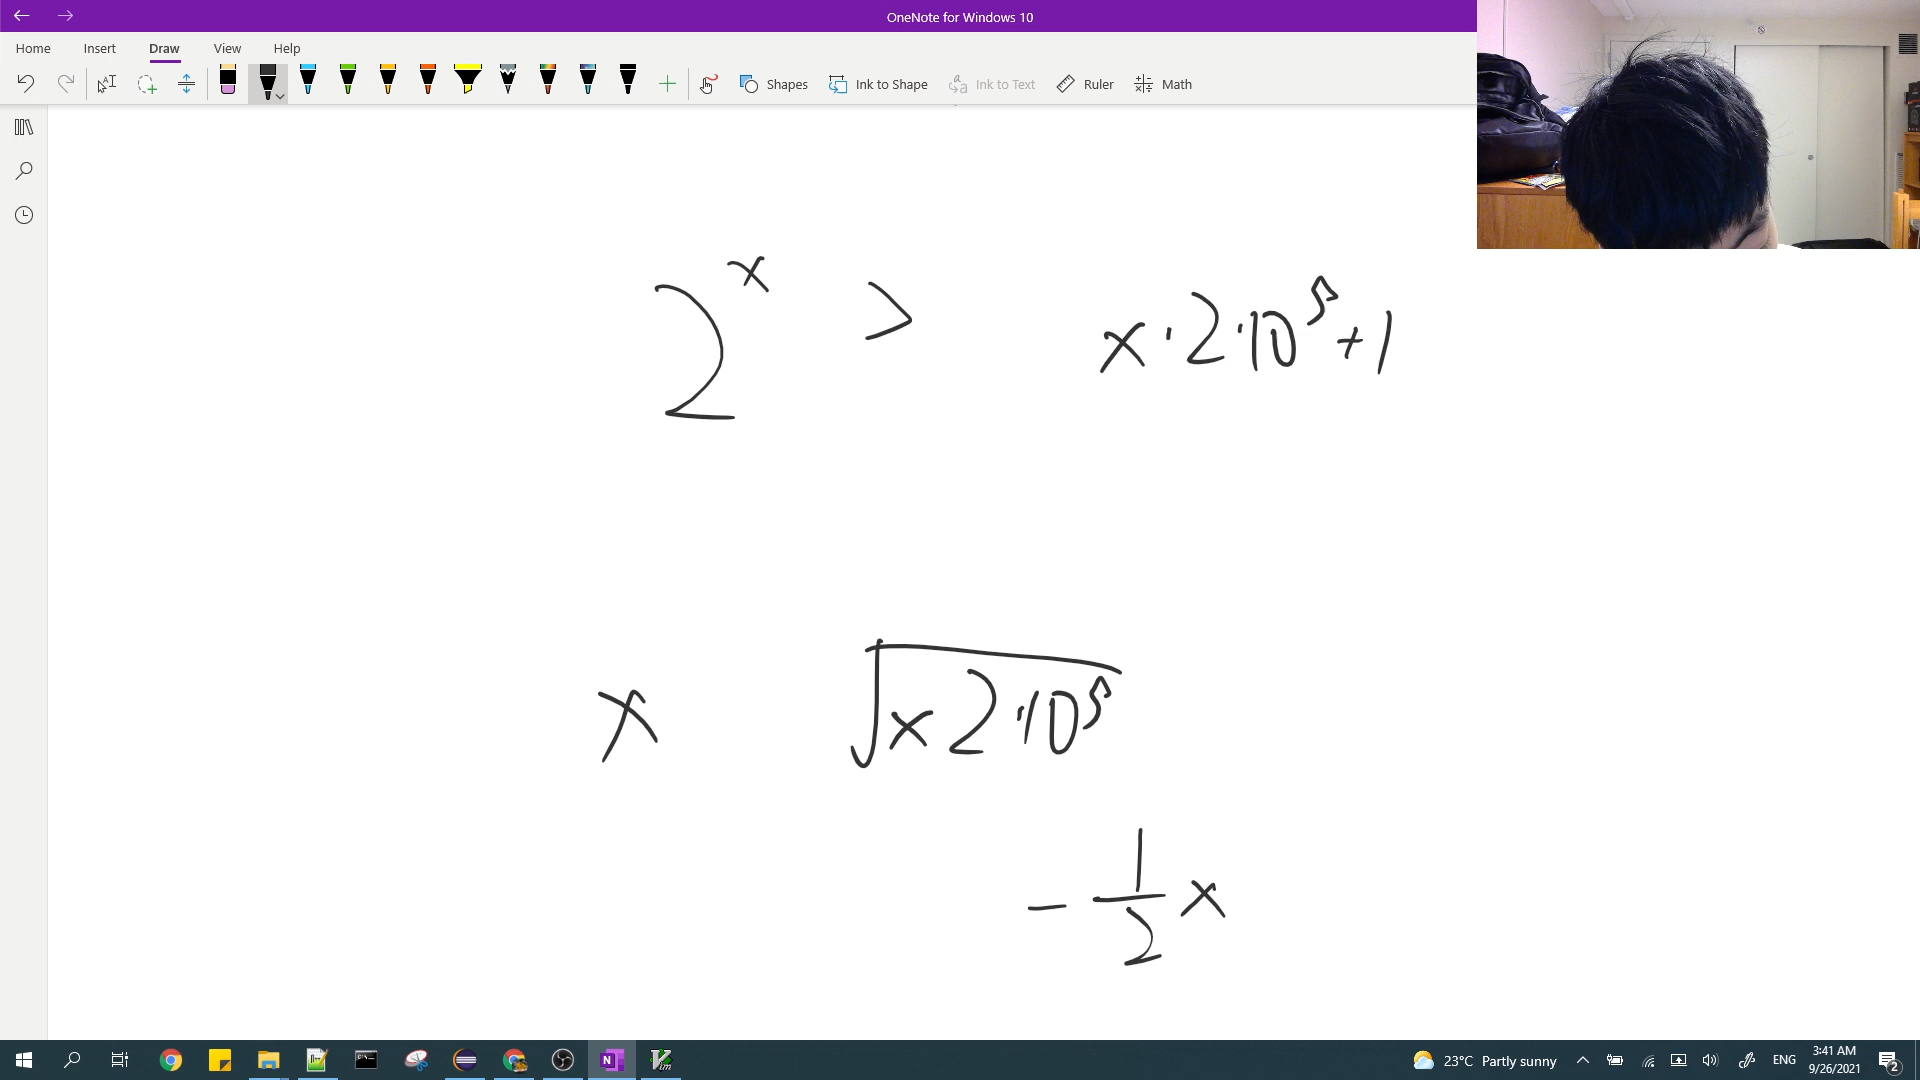 OneNote for Windows 10
Home Insert Draw View Help
Shapes Ink to Shape Ink to Text Ruler Math
2^x > x·2·10^5+1
x √x2·10^5
- 1/2 x
23°C Partly sunny ENG 3:41 AM
9/26/2021 2